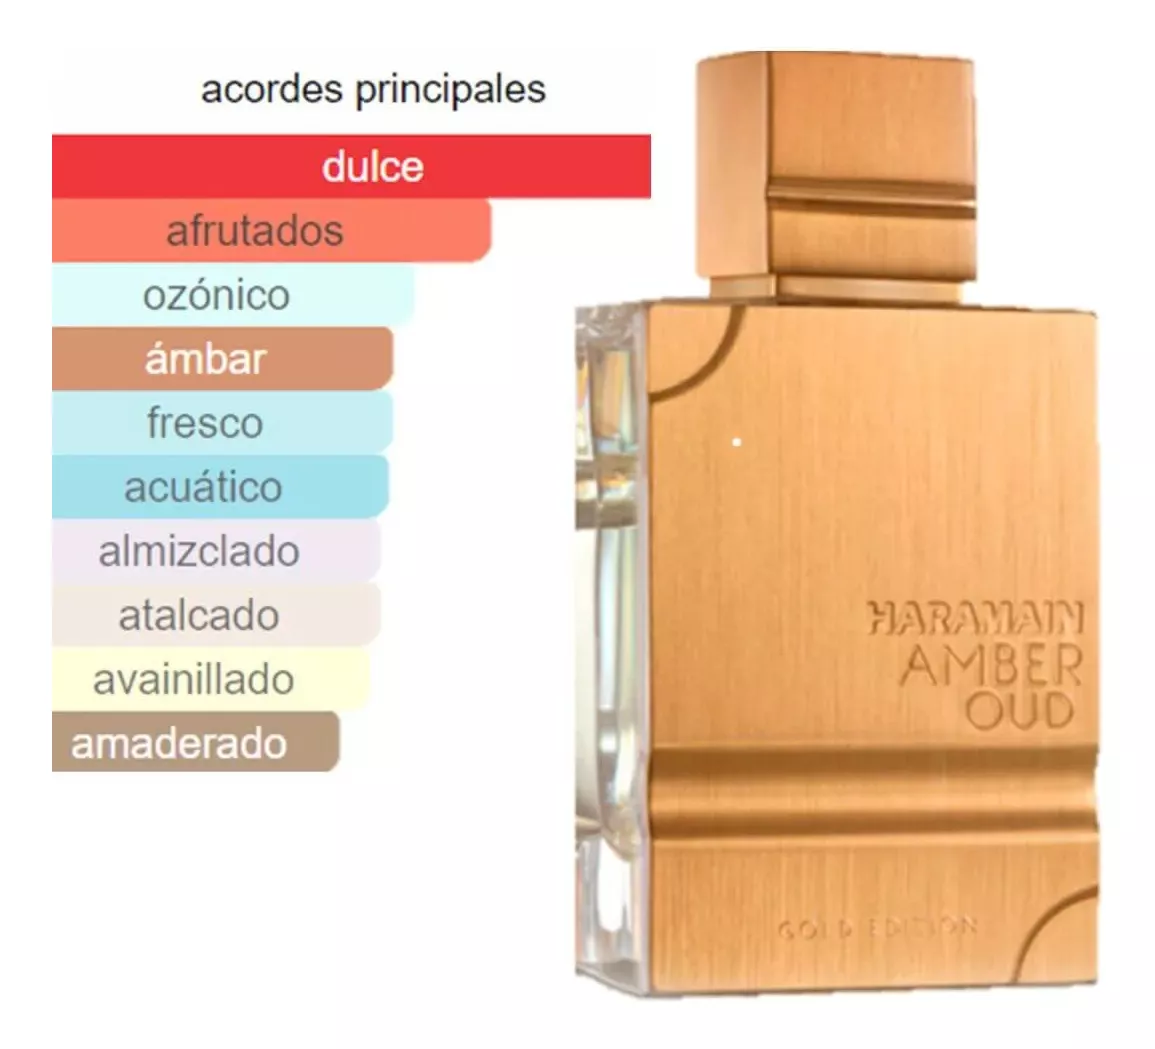 acordes principales
dulce
afrutados
ozónico
ámbar
fresco
acuático
almizclado
atalcado
avainillado
amaderado
HARAMAIN
AMBER
OUD
GOLD EDITION